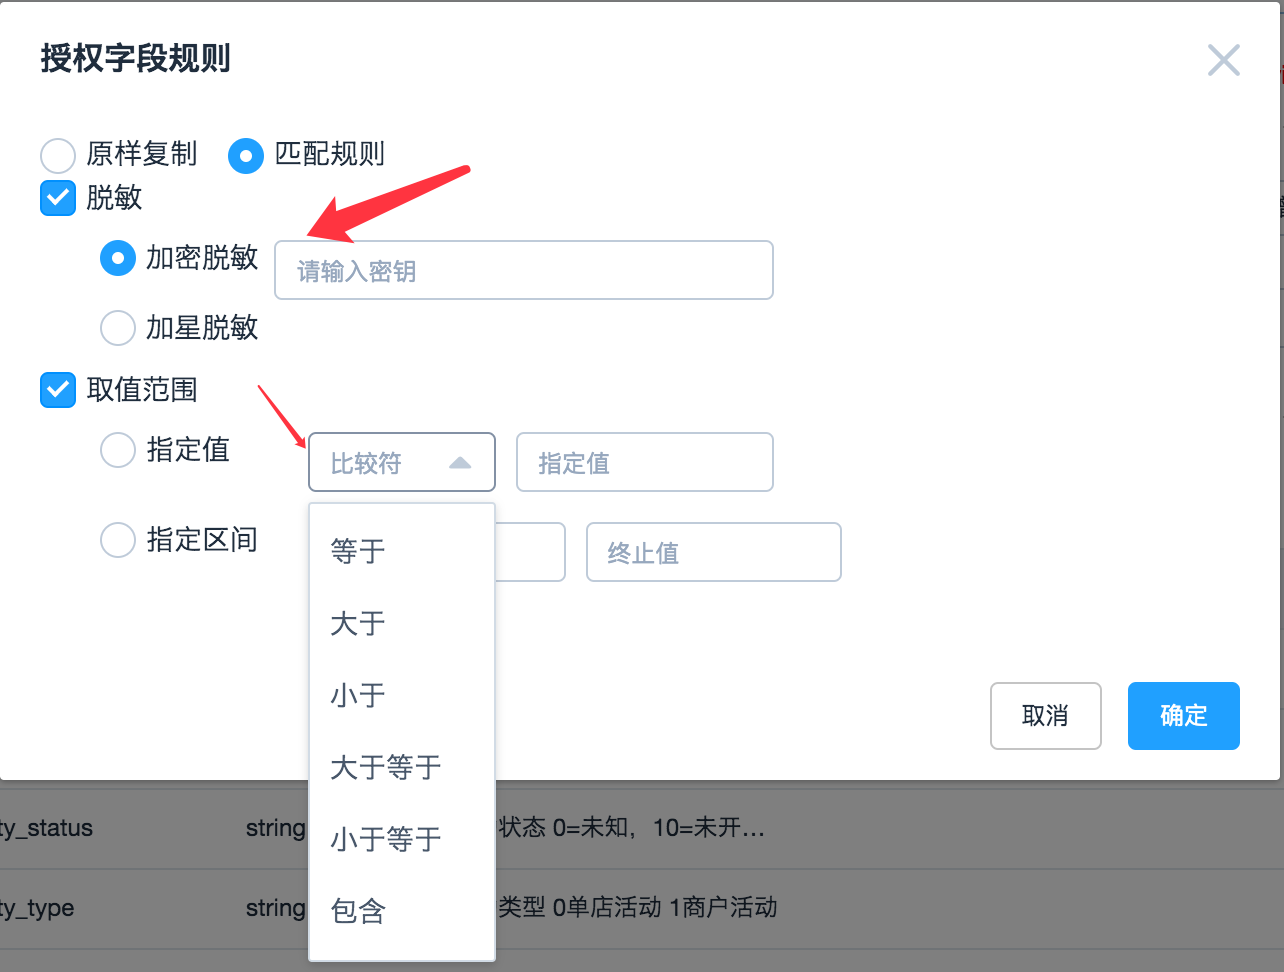 授权字段规则
原样复制 匹配规则
脱敏
加密脱敏 请输入密钥
加星脱敏
取值范围
指定值 比较符 指定值
指定区间 终止值
等于
大于
小于
大于等于
小于等于
包含
取消 确定
ty_status string 状态 0=未知，10=未开…
ty_type string 类型 0单店活动 1商户活动